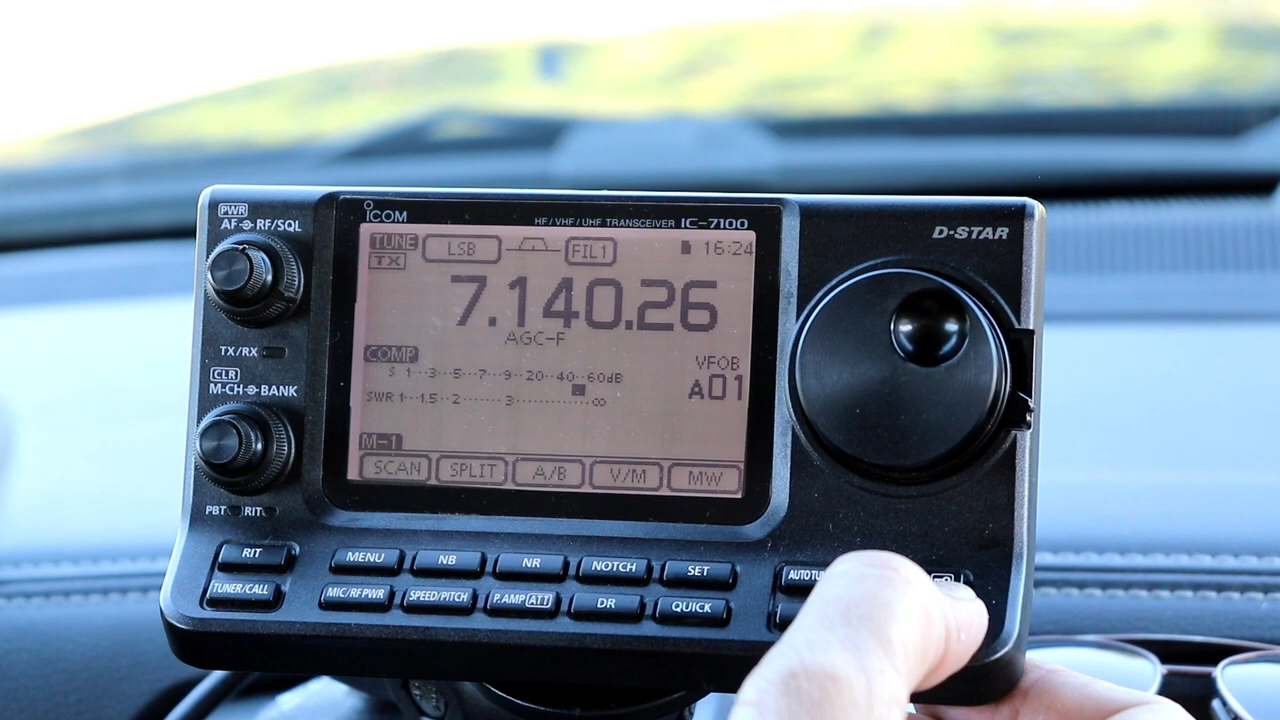 PWR
AF RF/SQL
ICOM
HF/VHF/UHF TRANSCEIVER IC-7100
D-STAR
TUNE LSB FIL1 16:24
TX
7.140.26
AGC-F
TX/RX
COMP
VFOB
S 1···3··5··7··9··20··40··60dB
A01
CLR
M-CH BANK
SWR 1··1.5··2·······3···········∞
M-1
SCAN SPLIT A/B V/M MW
PBT RIT
RIT MENU NB NR NOTCH SET
TUNER/CALL MIC/RF PWR SPEED/PITCH P.AMP ATT DR QUICK